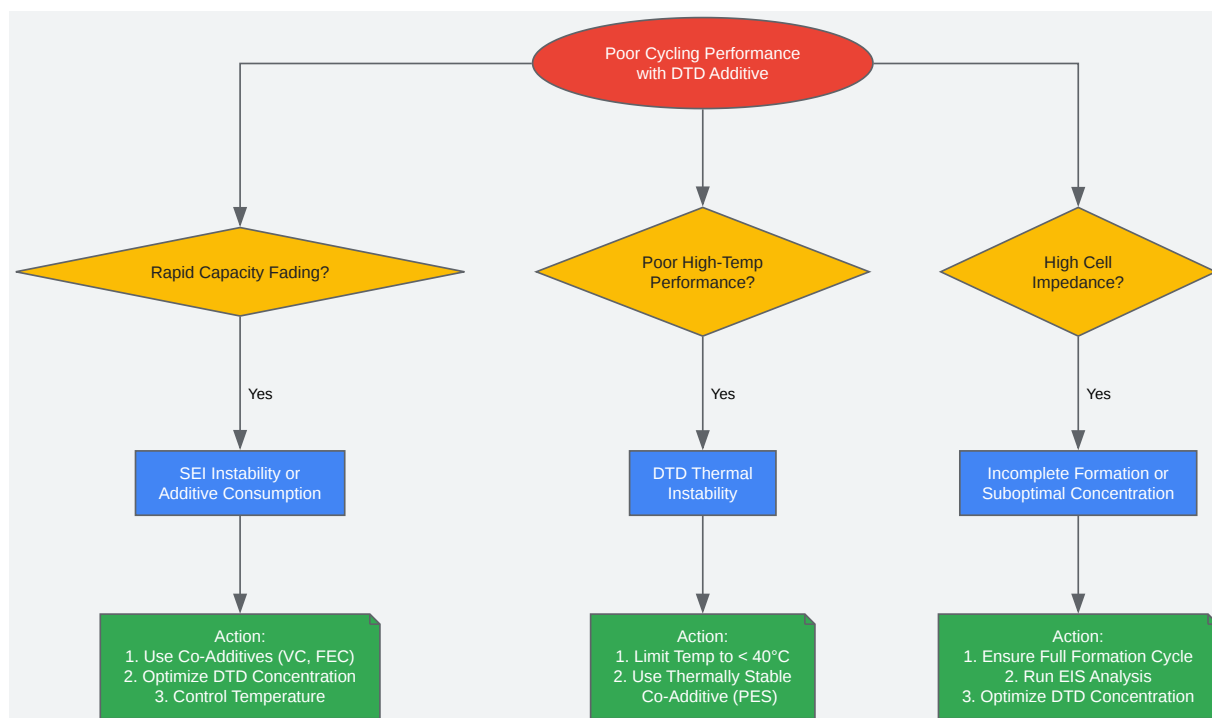 Poor Cycling Performance
with DTD Additive
Rapid Capacity Fading?
Poor High-Temp
Performance?
High Cell
Impedance?
Yes
Yes
Yes
SEI Instability or
Additive Consumption
DTD Thermal
Instability
Incomplete Formation or
Suboptimal Concentration
Action:
1. Use Co-Additives (VC, FEC)
2. Optimize DTD Concentration
3. Control Temperature
Action:
1. Limit Temp to < 40°C
2. Use Thermally Stable
Co-Additive (PES)
Action:
1. Ensure Full Formation Cycle
2. Run EIS Analysis
3. Optimize DTD Concentration